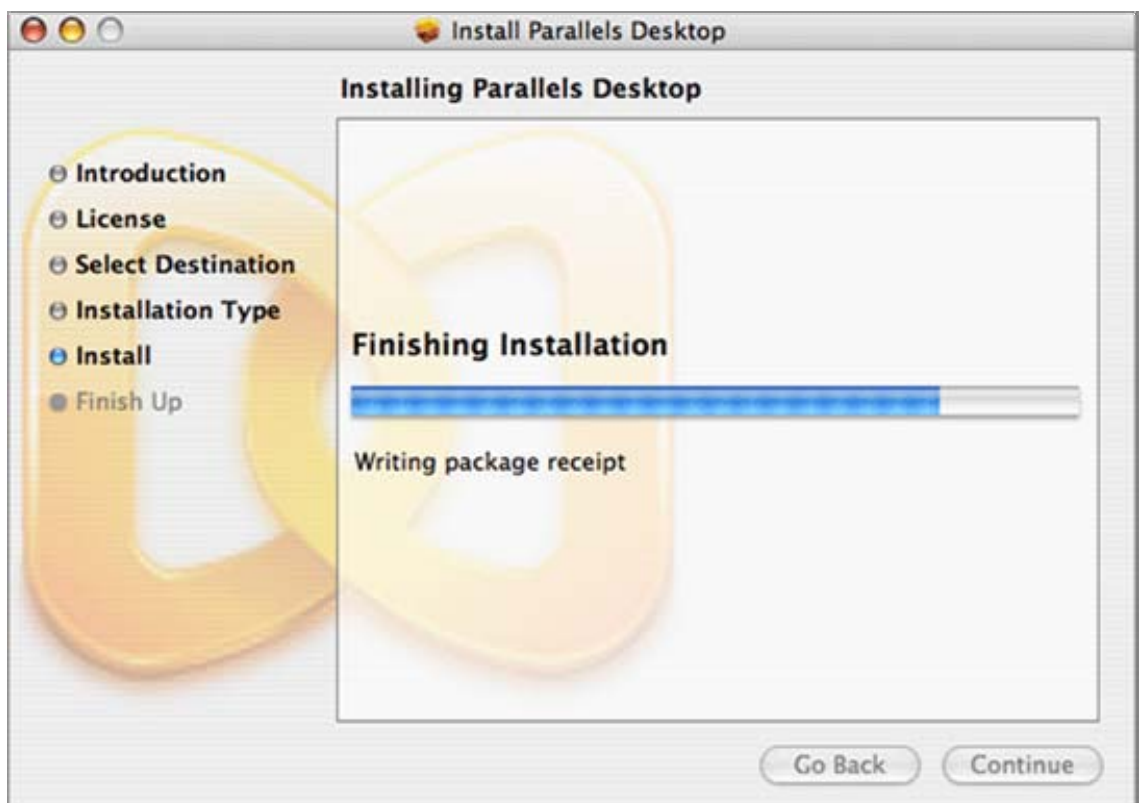 Install Parallels Desktop
Installing Parallels Desktop
Introduction
License
Select Destination
Installation Type
Install
Finish Up
Finishing Installation
Writing package receipt
Go Back
Continue